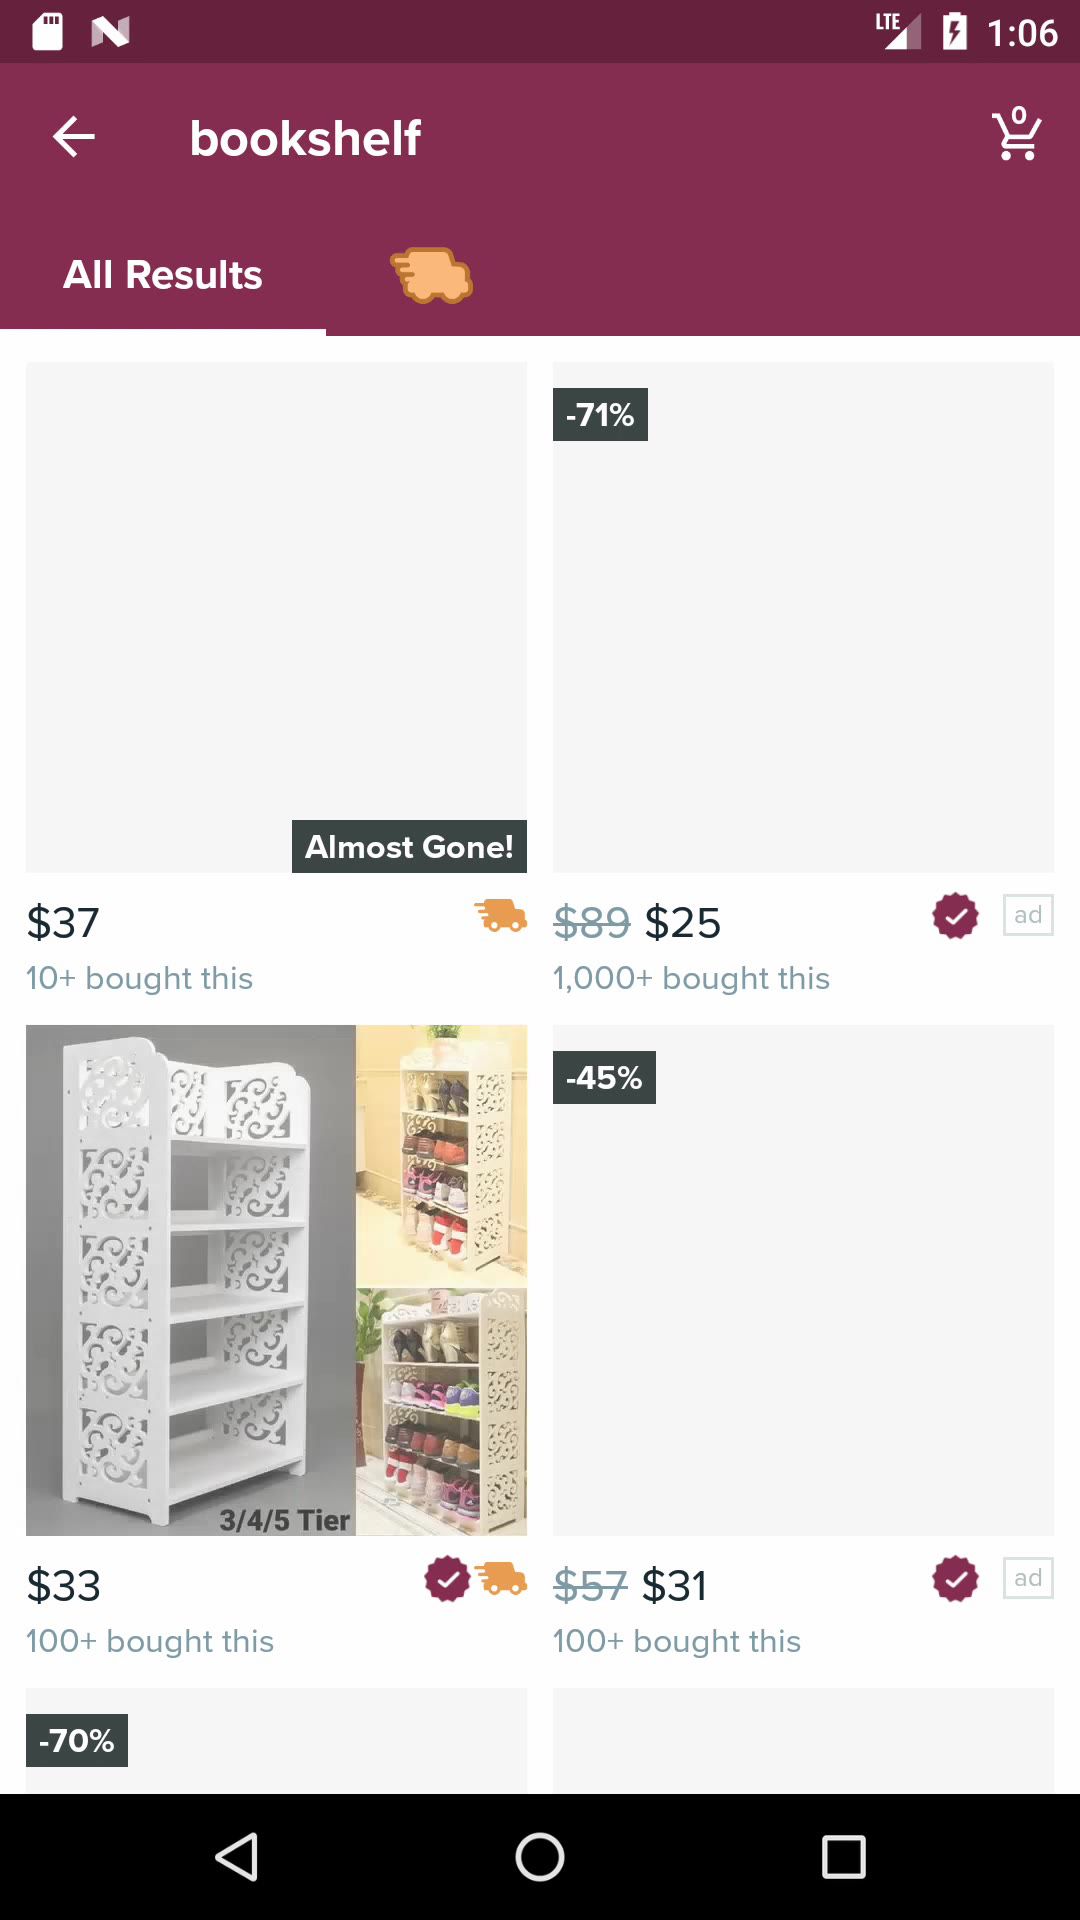 LTE 1:06
bookshelf
0
All Results
-71%
Almost Gone!
$37
$89 $25
ad
10+ bought this
1,000+ bought this
-45%
3/4/5 Tier
$33
$57 $31
ad
100+ bought this
100+ bought this
-70%